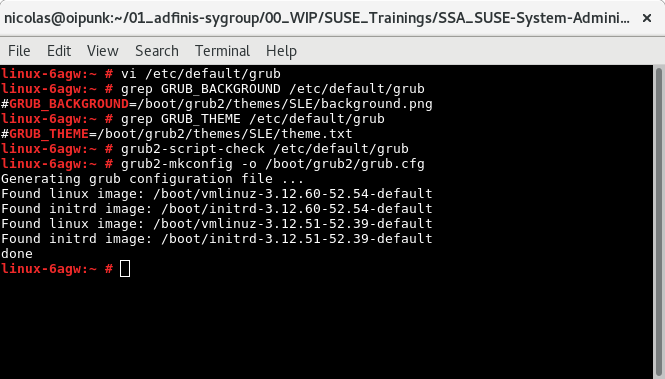 nicolas@oipunk:~/01_adfinis-sygroup/00_WIP/SUSE_Trainings/SSA_SUSE-System-Admini...
File Edit View Search Terminal Help
linux-6agw:~ # vi /etc/default/grub
linux-6agw:~ # grep GRUB_BACKGROUND /etc/default/grub
#GRUB_BACKGROUND=/boot/grub2/themes/SLE/background.png
linux-6agw:~ # grep GRUB_THEME /etc/default/grub
#GRUB_THEME=/boot/grub2/themes/SLE/theme.txt
linux-6agw:~ # grub2-script-check /etc/default/grub
linux-6agw:~ # grub2-mkconfig -o /boot/grub2/grub.cfg
Generating grub configuration file ...
Found linux image: /boot/vmlinuz-3.12.60-52.54-default
Found initrd image: /boot/initrd-3.12.60-52.54-default
Found linux image: /boot/vmlinuz-3.12.51-52.39-default
Found initrd image: /boot/initrd-3.12.51-52.39-default
done
linux-6agw:~ #